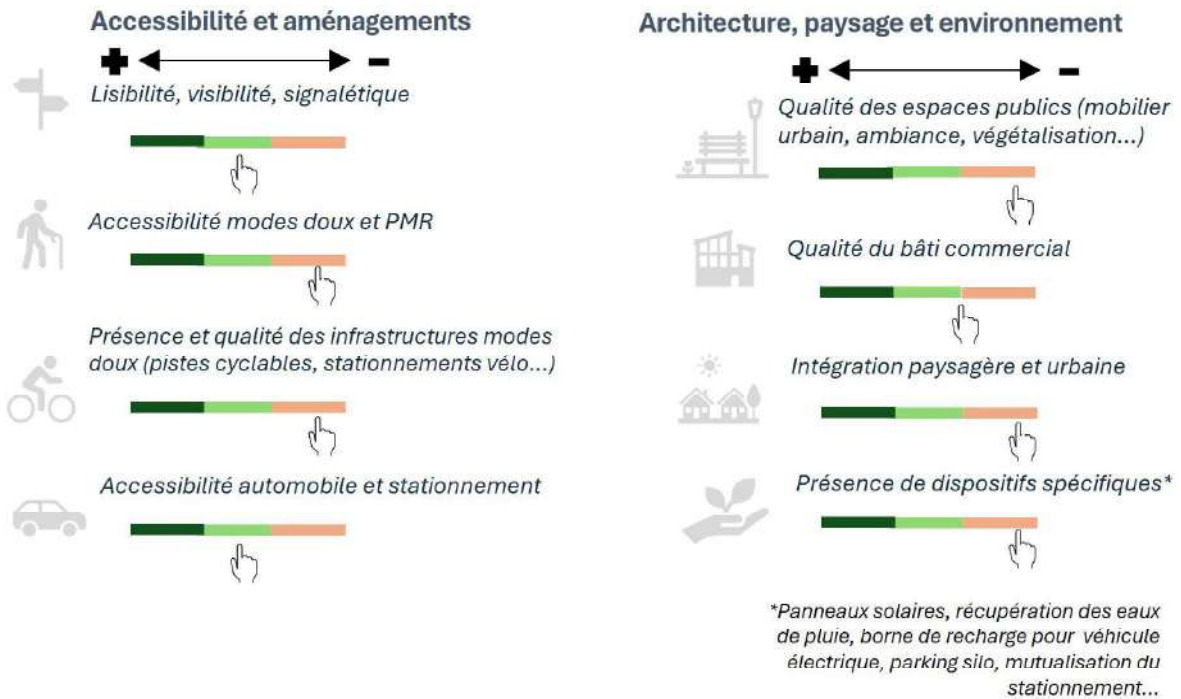 Accessibilité et aménagements
+ -
Lisibilité, visibilité, signalétique
Accessibilité modes doux et PMR
Présence et qualité des infrastructures modes
doux (pistes cyclables, stationnements vélo...)
Accessibilité automobile et stationnement
Architecture, paysage et environnement
+ -
Qualité des espaces publics (mobilier
urbain, ambiance, végétalisation...)
Qualité du bâti commercial
Intégration paysagère et urbaine
Présence de dispositifs spécifiques*
*Panneaux solaires, récupération des eaux
de pluie, borne de recharge pour véhicule
électrique, parking silo, mutualisation du
stationnement...